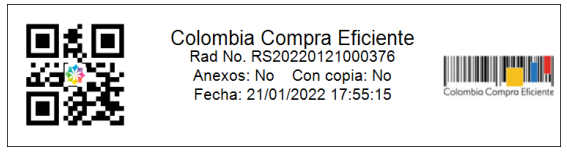 Colombia Compra Eficiente
Rad No. RS20220121000376
Anexos: No Con copia: No
Fecha: 21/01/2022 17:55:15
Colombia Compra Eficiente